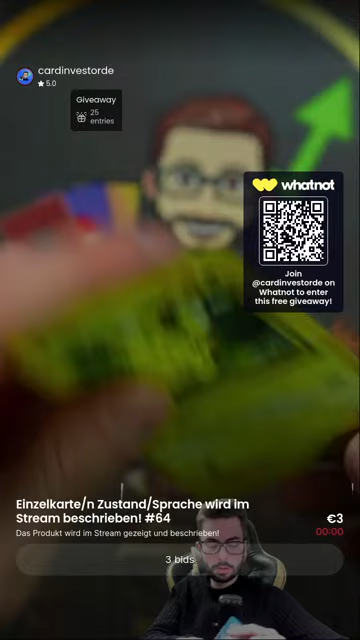 cardinvestorde
5.0
Giveaway
25
entries
whatnot
Join
@cardinvestorde on
Whatnot to enter
this free giveaway!
Einzelkarte/n Zustand/Sprache wird im
Stream beschrieben! #64
€3
Das Produkt wird im Stream gezeigt und beschrieben!
00:00
3 bids